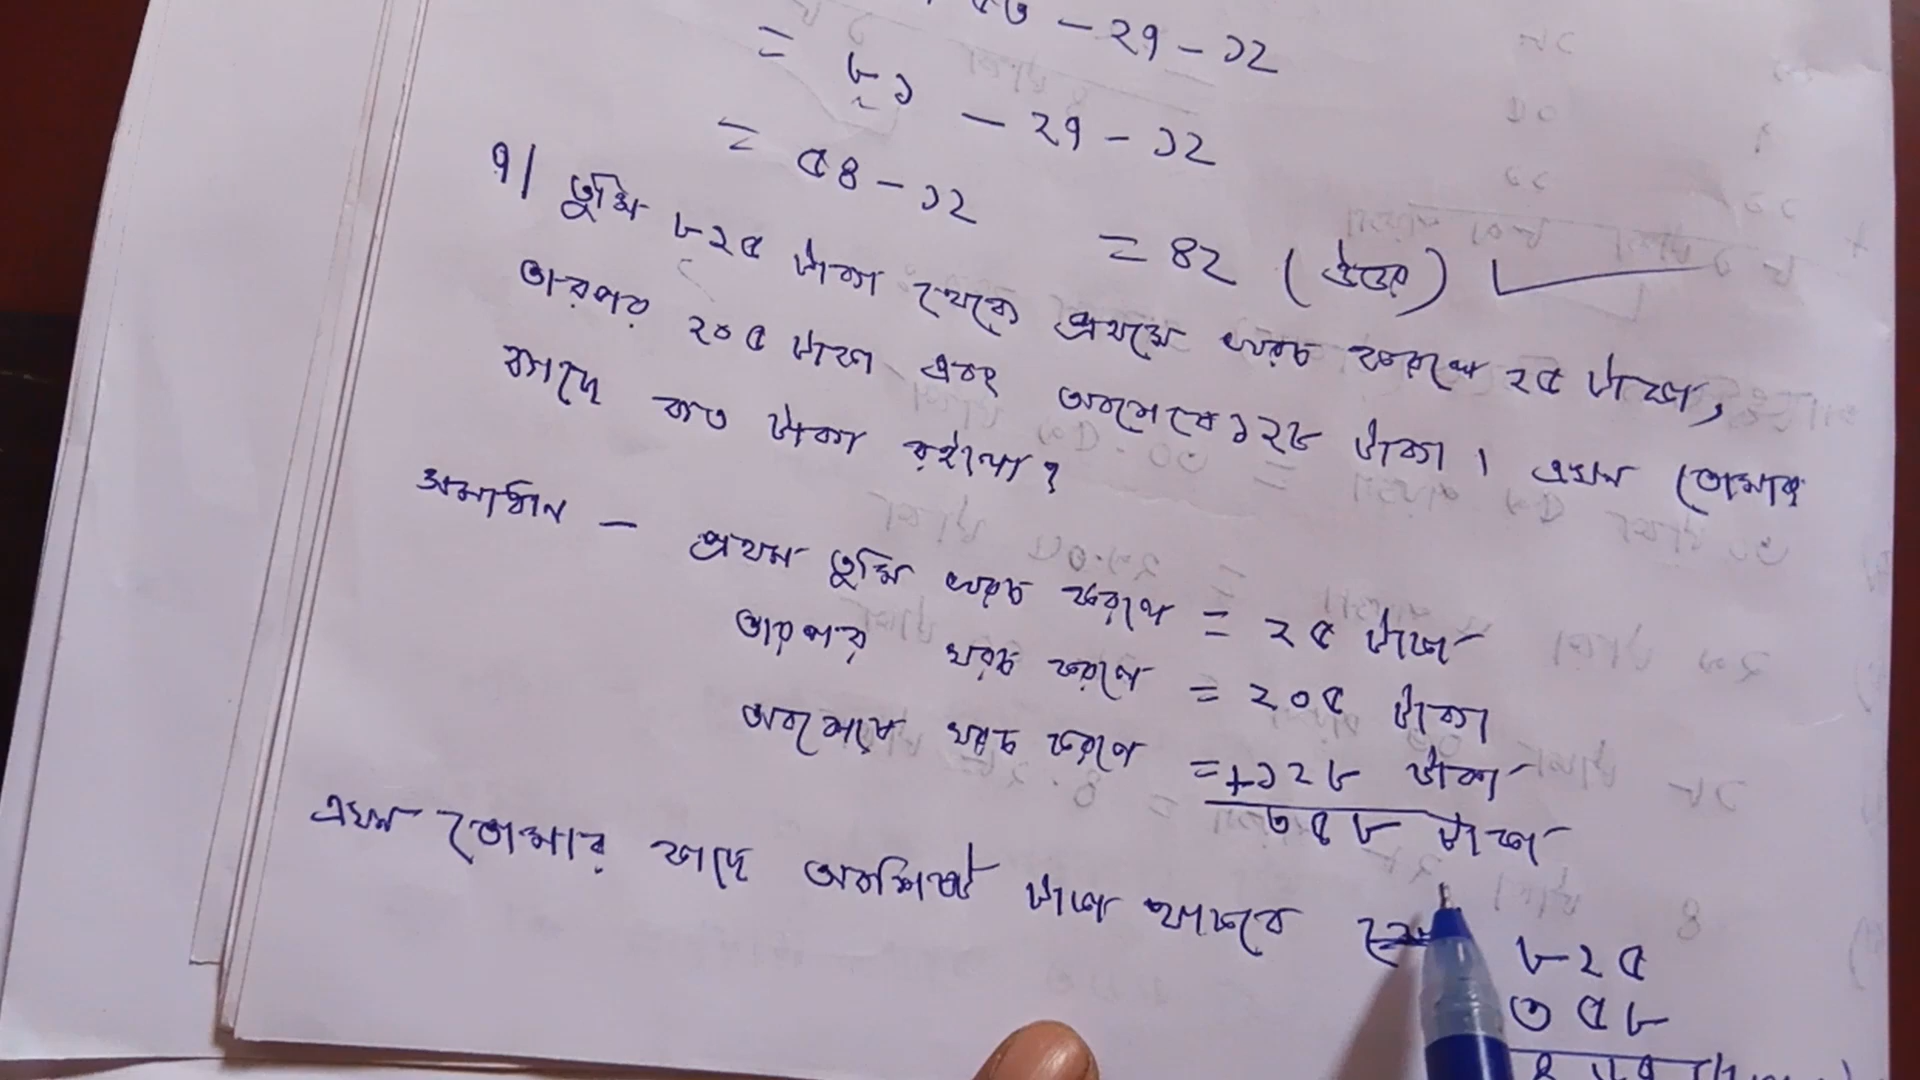 - ২৭ - ১২
= ৮১ - ২৭ - ১২
= ৫৪ - ১২ = ৪২ (উত্তর)
৭| তুমি ৮২৫ টাকা থেকে প্রথমে খরচ করলে ২৫ টাকা,
তারপর ২০৫ টাকা এবং অবশেষে ১২৮ টাকা। এখন তোমার
কাছে কত টাকা রইলো?
সমাধান - প্রথম তুমি খরচ করলে = ২৫ টাকা
তারপর খরচ করলে = ২০৫ টাকা
অবশেষে খরচ করলে = +১২৮ টাকা
৩৫৮ টাকা
এখন তোমার কাছে অবশিষ্ট টাকা থাকবে
৮২৫
৩৫৮